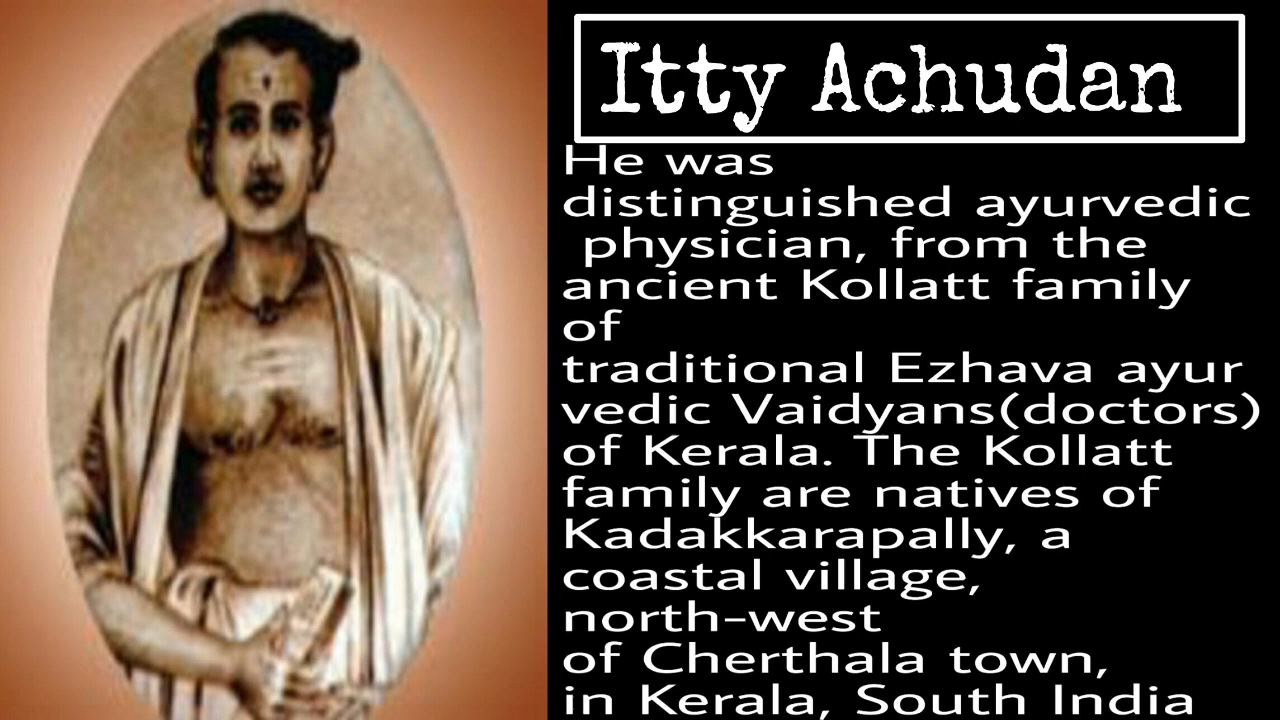 Itty Achudan
He was
distinguished ayurvedic
physician, from the
ancient Kollatt family
of
traditional Ezhava ayur
vedic Vaidyans(doctors)
of Kerala. The Kollatt
family are natives of
Kadakkarapally, a
coastal village,
north-west
of Cherthala town,
in Kerala, South India